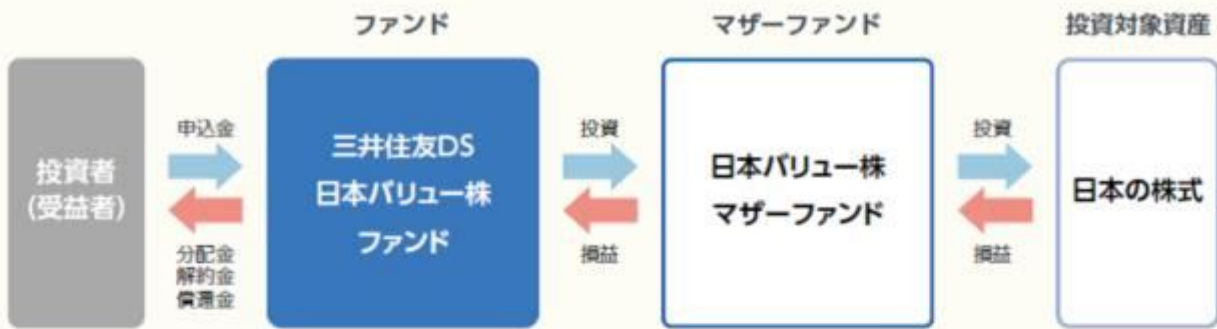 ファンド
マザーファンド
投資対象資産
投資者
(受益者)
申込金
分配金
解約金
償還金
三井住友DS
日本バリュー株
ファンド
投資
損益
日本バリュー株
マザーファンド
投資
損益
日本の株式